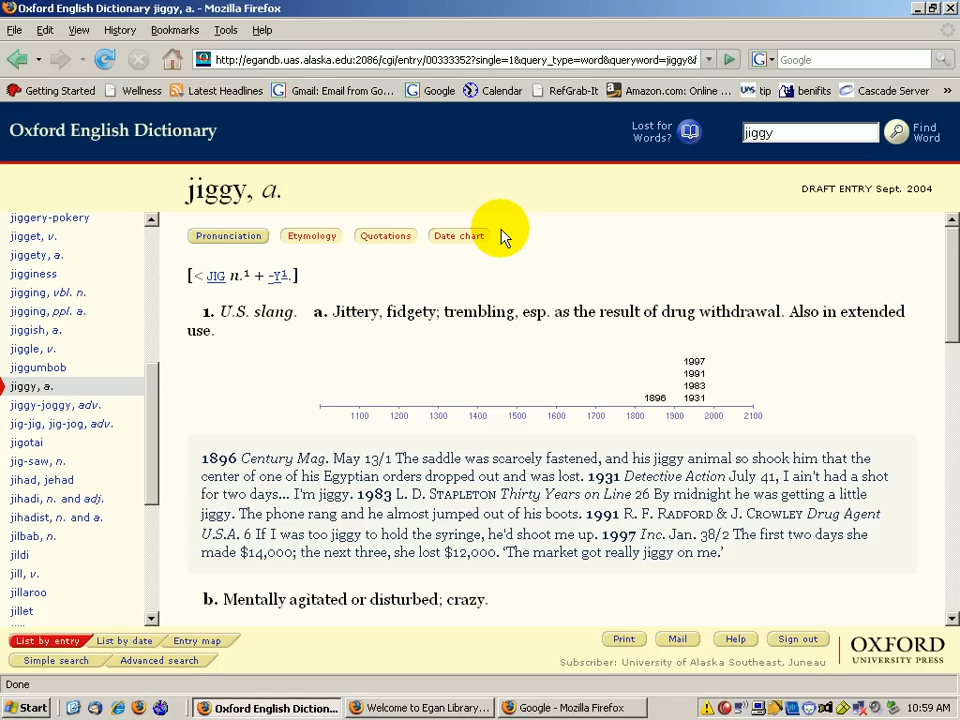 Oxford English Dictionary jiggy, a. - Mozilla Firefox
File Edit View History Bookmarks Tools Help
http://egandb.uas.alaska.edu:2086/cgi/entry/00333352?single=1&query_type=word&queryword=jiggy&f
Google
Getting Started Wellness Latest Headlines Gmail: Email from Go... Google Calendar RefGrab-It Amazon.com: Online ... UAS tip benifits Cascade Server »
Oxford English Dictionary
Lost for Words?
jiggy
Find Word
jiggy, a.
DRAFT ENTRY Sept. 2004
jiggery-pokery
jigget, v.
jiggety, a.
jigginess
jigging, vbl. n.
jigging, ppl. a.
jiggish, a.
jiggle, v.
jiggumbob
jiggy, a.
jiggy-joggy, adv.
jig-jig, jig-jog, adv.
jigotai
jig-saw, n.
jihad, jehad
jihadi, n. and adj.
jihadist, n. and a.
jilbab, n.
jildi
jill, v.
jillaroo
jillet
Pronunciation Etymology Quotations Date chart
[< JIG n.¹ + -Y¹.]
1. U.S. slang. a. Jittery, fidgety; trembling, esp. as the result of drug withdrawal. Also in extended
use.
1997
1991
1983
1896 1931
1100 1200 1300 1400 1500 1600 1700 1800 1900 2000 2100
1896 Century Mag. May 13/1 The saddle was scarcely fastened, and his jiggy animal so shook him that the
center of one of his Egyptian orders dropped out and was lost. 1931 Detective Action July 41, I ain't had a shot
for two days... I'm jiggy. 1983 L. D. STAPLETON Thirty Years on Line 26 By midnight he was getting a little
jiggy. The phone rang and he almost jumped out of his boots. 1991 R. F. RADFORD & J. CROWLEY Drug Agent
U.S.A. 6 If I was too jiggy to hold the syringe, he'd shoot me up. 1997 Inc. Jan. 38/2 The first two days she
made $14,000; the next three, she lost $12,000. ‘The market got really jiggy on me.’
b. Mentally agitated or disturbed; crazy.
List by entry List by date Entry map
Simple search Advanced search
Print Mail Help Sign out
Subscriber: University of Alaska Southeast, Juneau
OXFORD
UNIVERSITY PRESS
Done
Start Oxford English Diction... Welcome to Egan Library... Google - Mozilla Firefox 10:59 AM